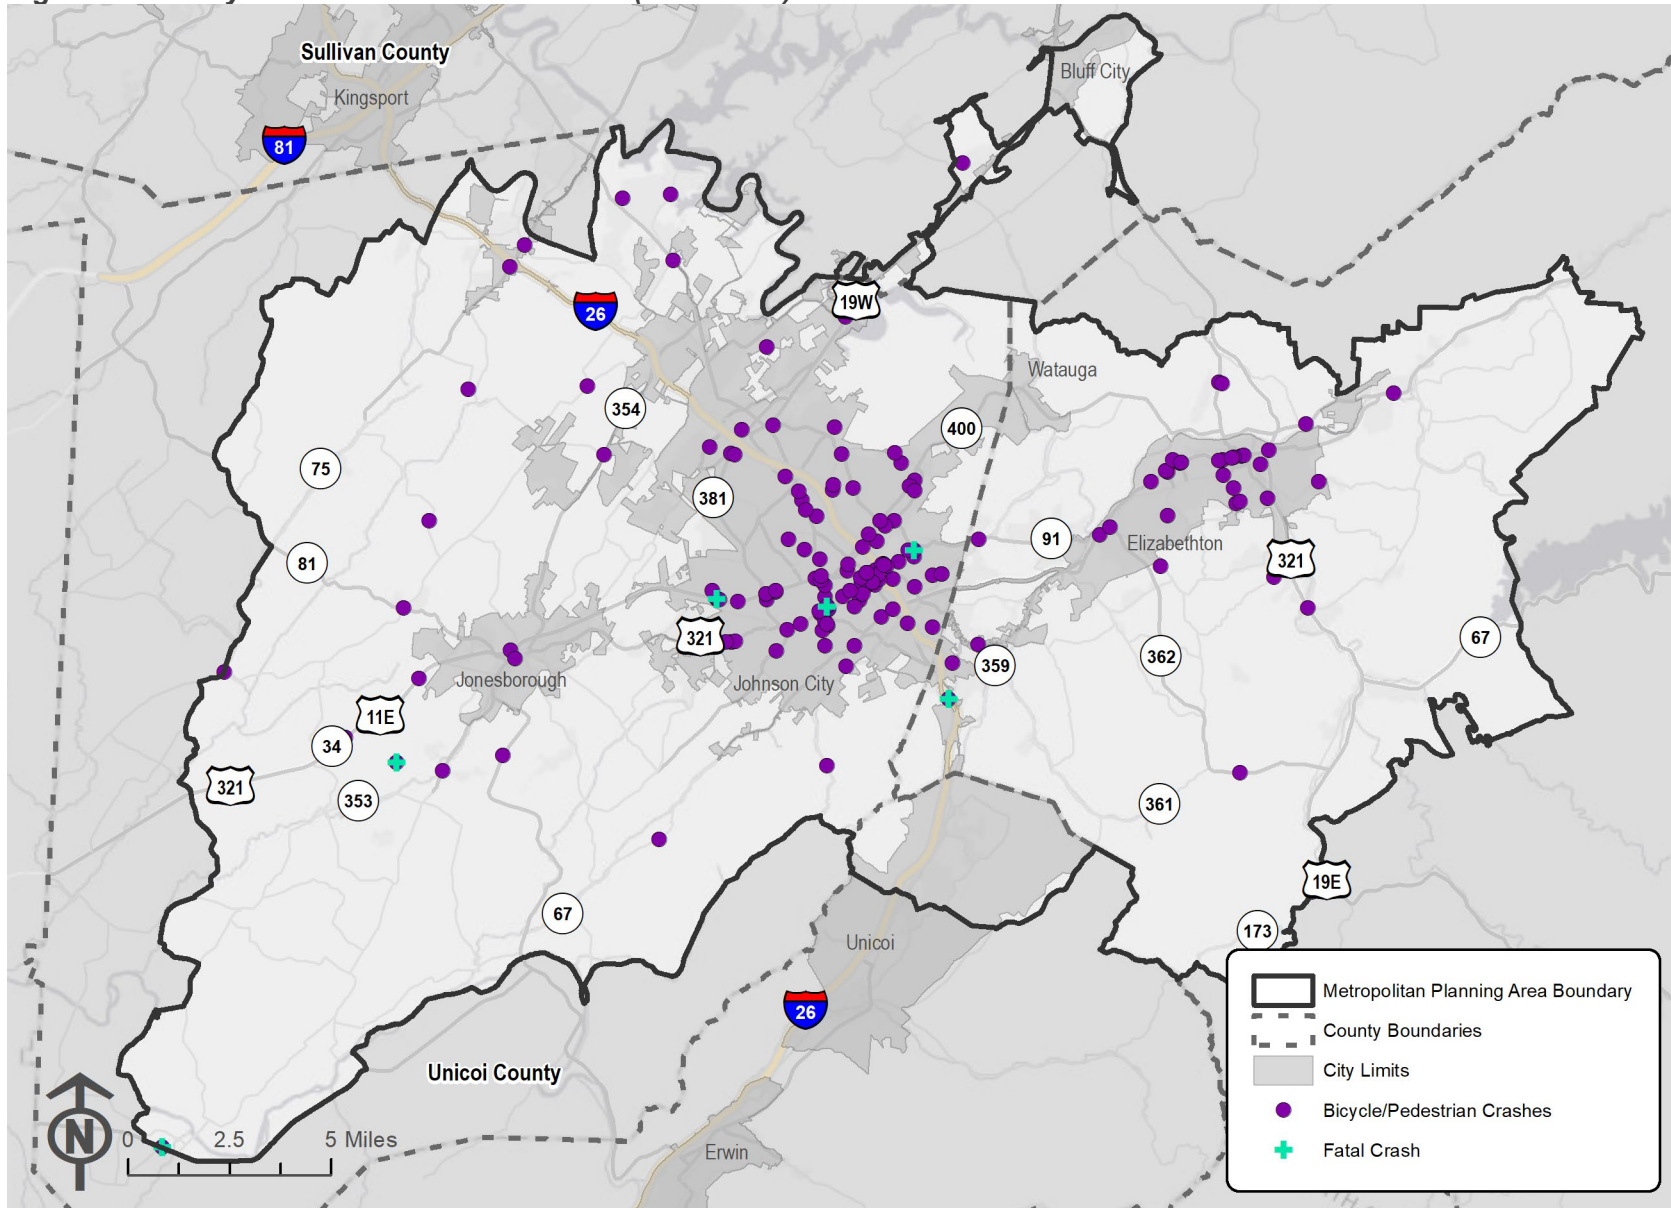 Sullivan County
Kingsport
Bluff City
81
19W
26
Watauga
354
400
75
381
91
Elizabethton
81
321
321
67
362
359
Jonesborough
Johnson City
11E
34
321
353
361
19E
67
173
Unicoi
26
Unicoi County
Erwin
N
0 2.5 5 Miles
Metropolitan Planning Area Boundary
County Boundaries
City Limits
Bicycle/Pedestrian Crashes
Fatal Crash